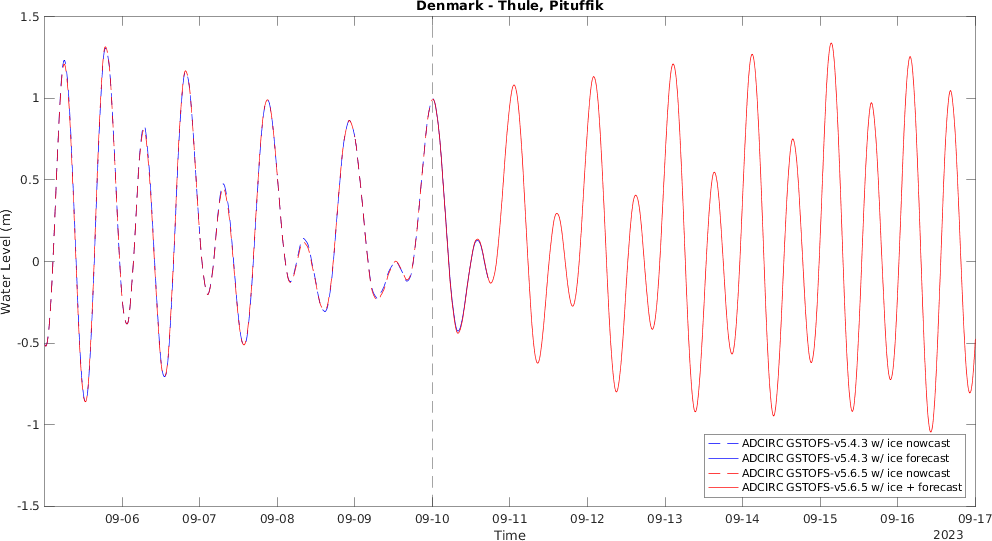 Denmark - Thule, Pituffik
1.5
1
0.5
0
-0.5
-1
-1.5
Water Level (m)
ADCIRC GSTOFS-v5.4.3 w/ ice nowcast
ADCIRC GSTOFS-v5.4.3 w/ ice forecast
ADCIRC GSTOFS-v5.6.5 w/ ice nowcast
ADCIRC GSTOFS-v5.6.5 w/ ice + forecast
09-06 09-07 09-08 09-09 09-10 09-11 09-12 09-13 09-14 09-15 09-16 09-17
Time
2023